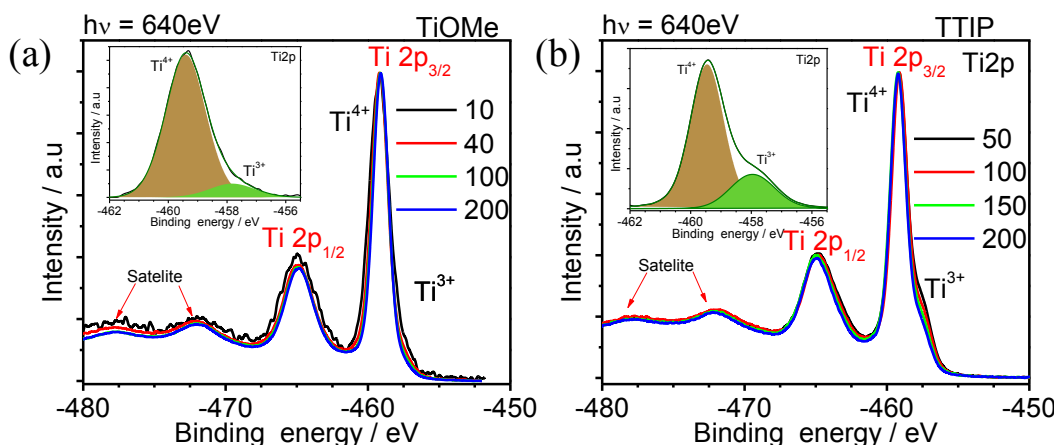 (a)
hν = 640eV
TiOMe
Ti2p
Ti⁴⁺
Ti³⁺
Intensity / a.u
-462
-460
-458
-456
Binding energy / eV
Ti 2p₃/₂
Ti⁴⁺
10
40
100
200
Ti 2p₁/₂
Satelite
Ti³⁺
Intensity / a.u
-480
-470
-460
-450
Binding energy / eV
(b)
hν = 640eV
TTIP
Ti2p
Ti2p
Ti⁴⁺
Ti³⁺
Intensity / a.u
-462
-460
-458
-456
Binding energy / eV
Ti 2p₃/₂
Ti⁴⁺
50
100
150
200
Ti 2p₁/₂
Satelite
Ti³⁺
Intensity / a.u
-480
-470
-460
-450
Binding energy / eV